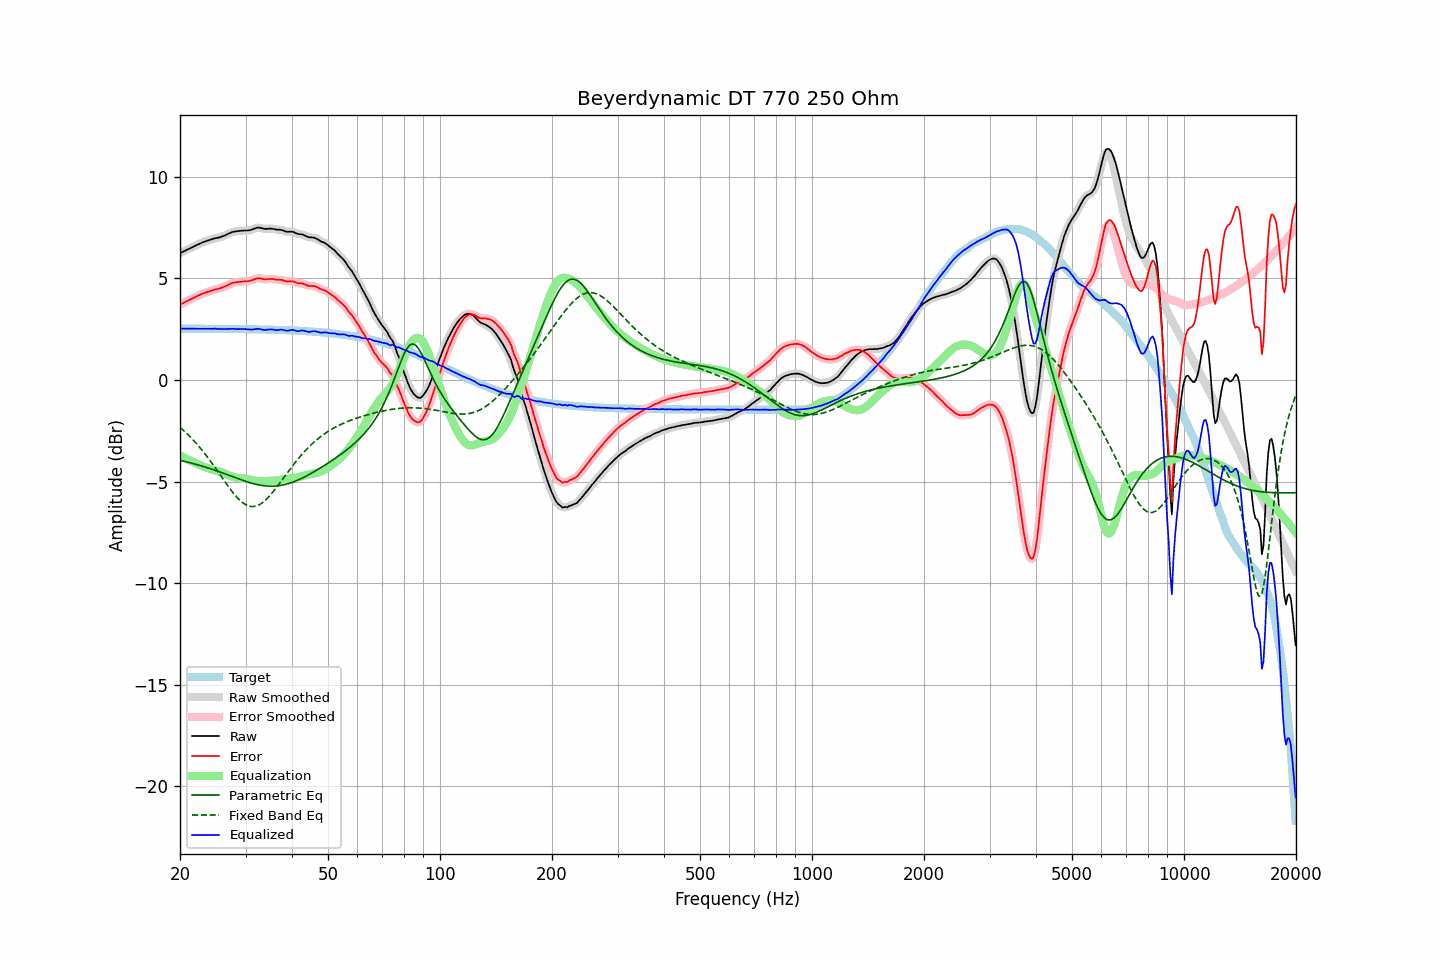 Beyerdynamic DT 770 250 Ohm
Amplitude (dBr)
10
5
0
−5
−10
−15
−20
Target
Raw Smoothed
Error Smoothed
Raw
Error
Equalization
Parametric Eq
Fixed Band Eq
Equalized
20 50 100 200 500 1000 2000 5000 10000 20000
Frequency (Hz)